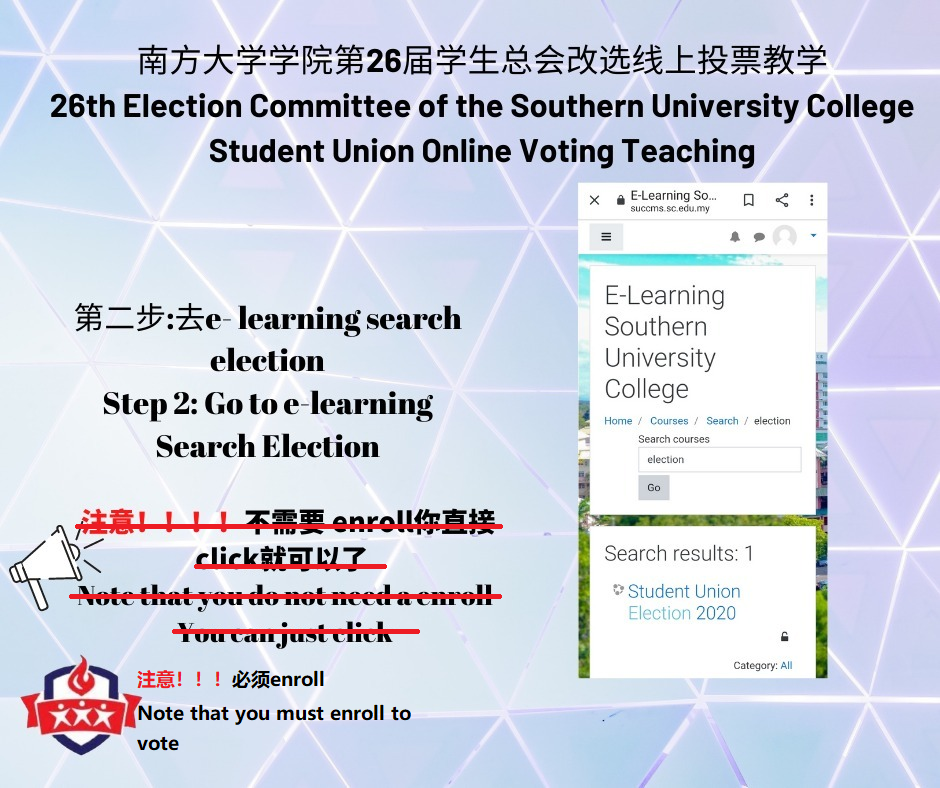 南方大学学院第26届学生总会改选线上投票教学
26th Election Committee of the Southern University College
Student Union Online Voting Teaching
第二步:去e- learning search
election
Step 2: Go to e-learning
Search Election
注意！！！！不需要 enroll你直接
click就可以了
Note that you do not need a enroll
You can just click
注意！！！必须enroll
Note that you must enroll to
vote
E-Learning So...
succms.sc.edu.my
E-Learning
Southern
University
College
Home / Courses / Search / election
Search courses
election
Go
Search results: 1
Student Union
Election 2020
Category: All